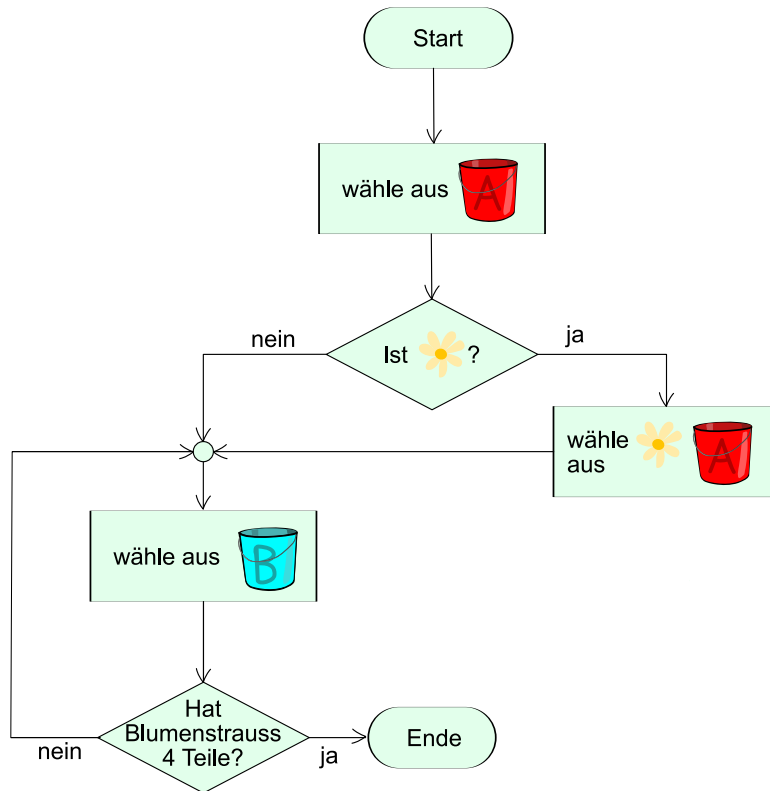 Start
wähle aus A
nein
Ist ?
ja
wähle
aus A
wähle aus B
Hat
Blumenstrauss
4 Teile?
nein
ja
Ende